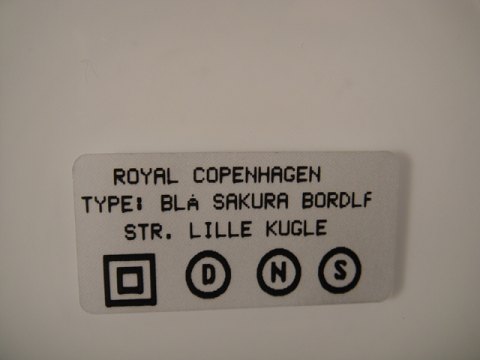 ROYAL COPENHAGEN
TYPE: BLÅ SAKURA BORDLF
STR. LILLE KUGLE
D N S